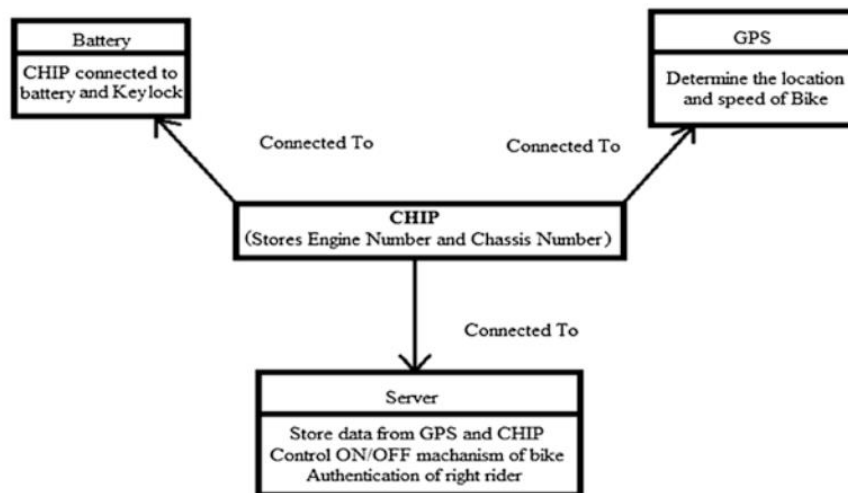 Battery
CHIP connected to
battery and Keylock
GPS
Determine the location
and speed of Bike
Connected To
Connected To
CHIP
(Stores Engine Number and Chassis Number)
Connected To
Server
Store data from GPS and CHIP
Control ON/OFF machanism of bike
Authentication of right rider